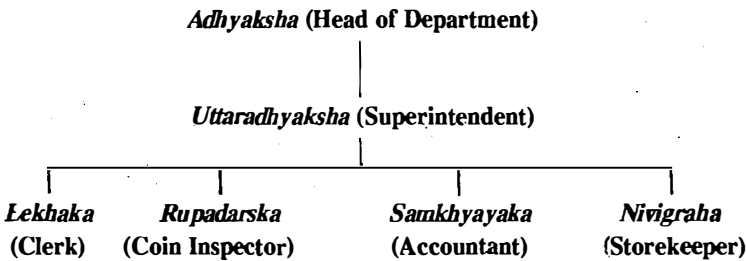 Adhyaksha (Head of Department)
Uttaradhyaksha (Superintendent)
Lekhaka Rupadarska Samkhyayaka Nivigraha
(Clerk) (Coin Inspector) (Accountant) (Storekeeper)